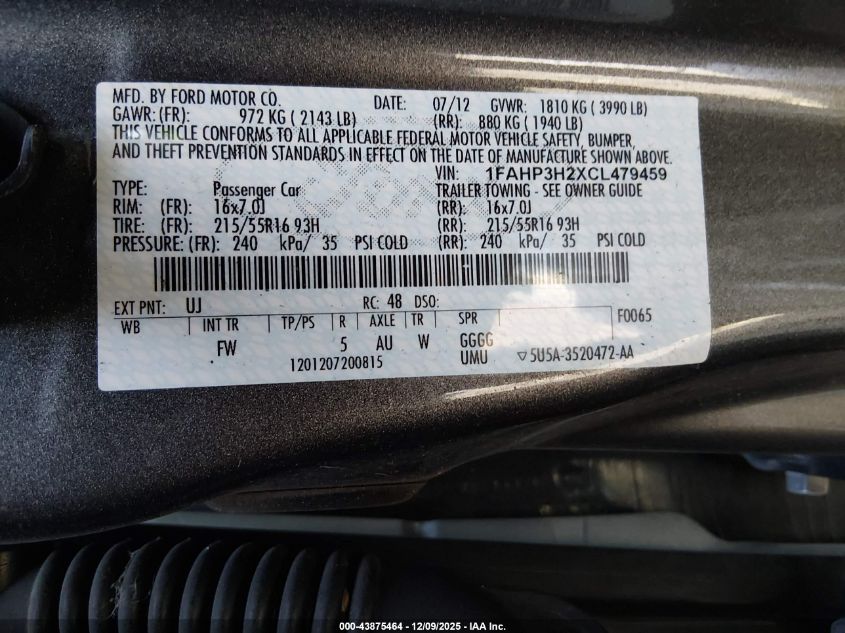 MFD. BY FORD MOTOR CO. DATE: 07/12 GVWR: 1810 KG ( 3990 LB)
GAWR: (FR): 972 KG ( 2143 LB) (RR): 880 KG ( 1940 LB)
THIS VEHICLE CONFORMS TO ALL APPLICABLE FEDERAL MOTOR VEHICLE SAFETY, BUMPER,
AND THEFT PREVENTION STANDARDS IN EFFECT ON THE DATE OF MANUFACTURE SHOWN ABOVE.
VIN: 1FAHP3H2XCL479459
TYPE: Passenger Car TRAILER TOWING - SEE OWNER GUIDE
RIM: (FR): 16x7.0J (RR): 16x7.0J
TIRE: (FR): 215/55R16 93H (RR): 215/55R16 93H
PRESSURE: (FR): 240 kPa/ 35 PSI COLD (RR): 240 kPa/ 35 PSI COLD
EXT PNT: UJ RC: 48 DSO: F0065
WB INT TR TP/PS R AXLE TR SPR
FW 5 AU W GGGG
UMU ▽5U5A-3520472-AA
1201207200815
000-43875464 - 12/09/2025 - IAA Inc.